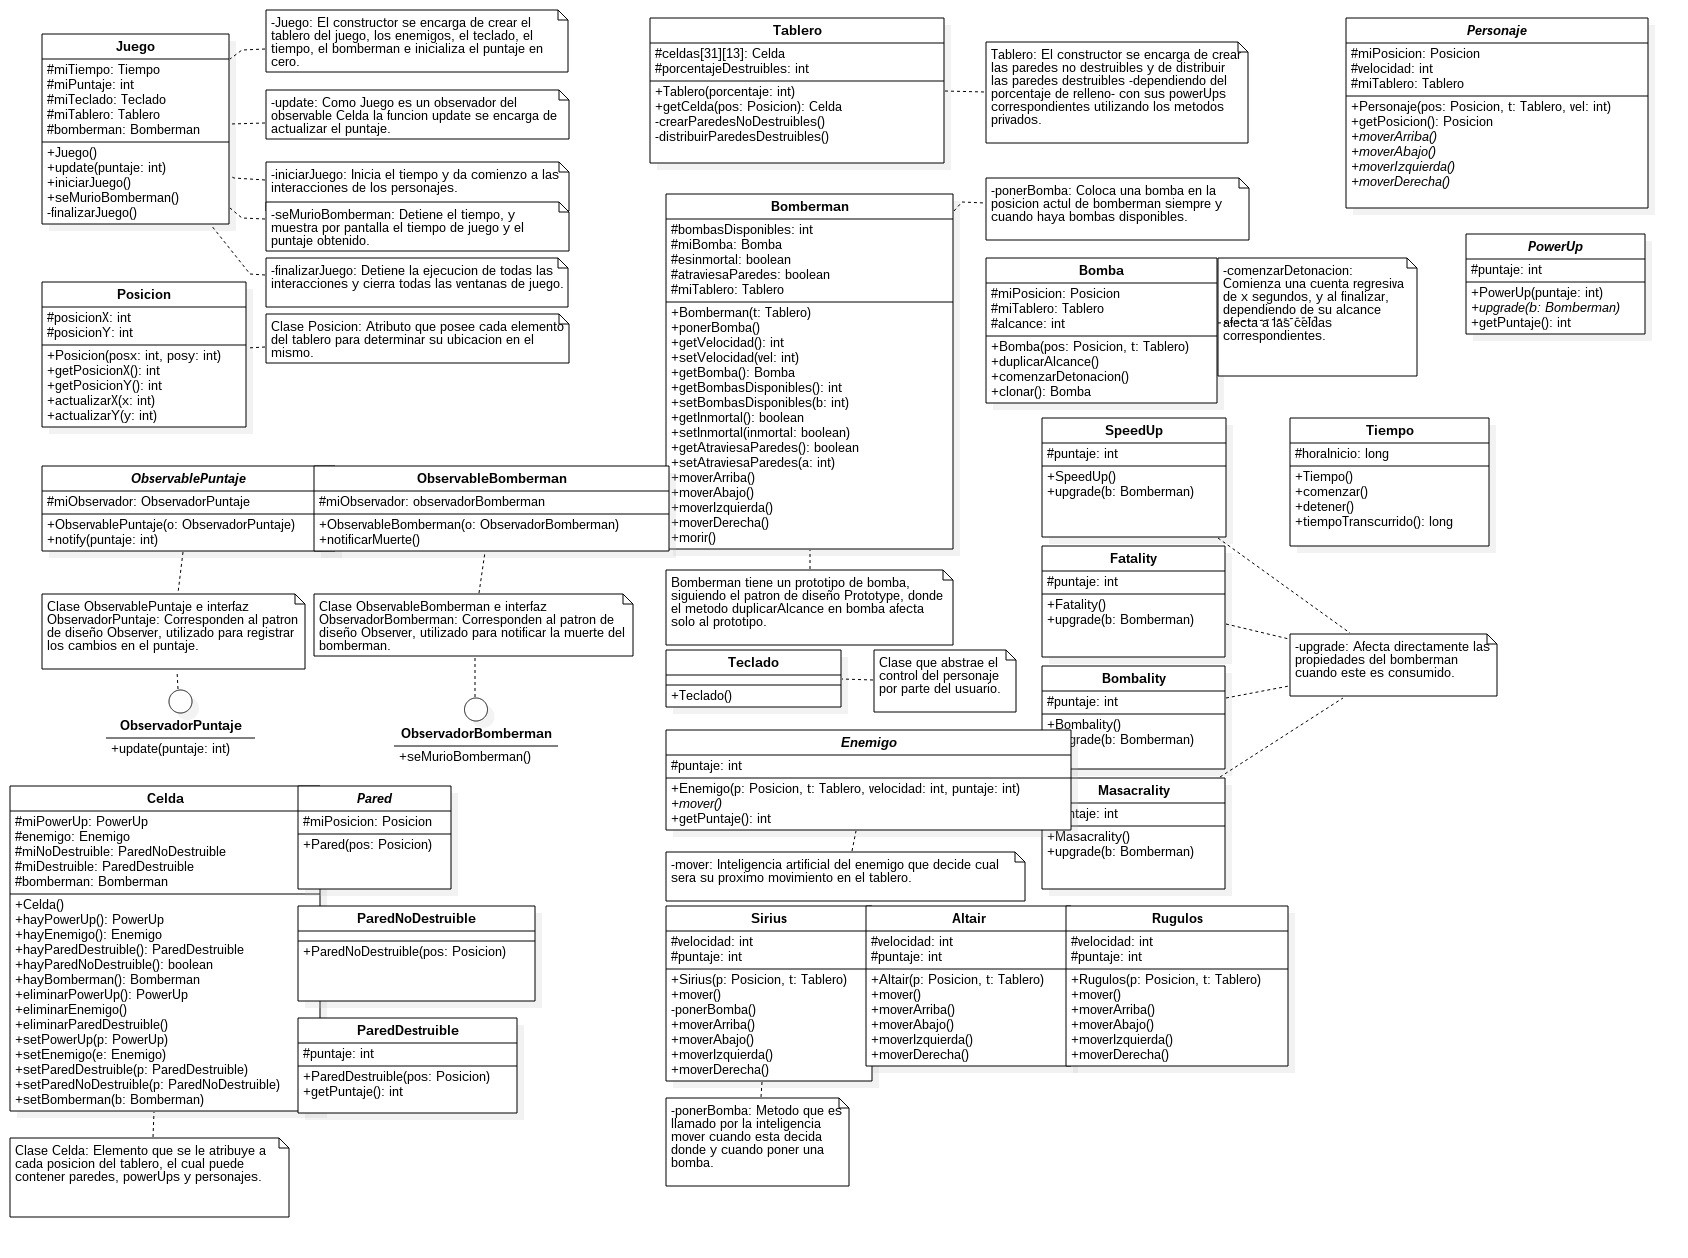 Juego
#miTiempo: Tiempo
#miPuntaje: int
#miTeclado: Teclado
#miTablero: Tablero
#bomberman: Bomberman
+Juego()
+update(puntaje: int)
+iniciarJuego()
+seMurioBomberman()
-finalizarJuego()
-Juego: El constructor se encarga de crear el
tablero del juego, los enemigos, el teclado, el
tiempo, el bomberman e inicializa el puntaje en
cero.
-update: Como Juego es un observador del
observable Celda la funcion update se encarga de
actualizar el puntaje.
-iniciarJuego: Inicia el tiempo y da comienzo a las
interacciones de los personajes.
-seMurioBomberman: Detiene el tiempo, y
muestra por pantalla el tiempo de juego y el
puntaje obtenido.
-finalizarJuego: Detiene la ejecucion de todas las
interacciones y cierra todas las ventanas de juego.
Posicion
#posicionX: int
#posicionY: int
+Posicion(posx: int, posy: int)
+getPosicionX(): int
+getPosicionY(): int
+actualizarX(x: int)
+actualizarY(y: int)
Clase Posicion: Atributo que posee cada elemento
del tablero para determinar su ubicacion en el
mismo.
Tablero
#celdas[31][13]: Celda
#porcentajeDestruibles: int
+Tablero(porcentaje: int)
+getCelda(pos: Posicion): Celda
-crearParedesNoDestruibles()
-distribuirParedesDestruibles()
Tablero: El constructor se encarga de crear
las paredes no destruibles y de distribuir
las paredes destruibles -dependiendo del
porcentaje de relleno- con sus powerUps
correspondientes utilizando los metodos
privados.
Personaje
#miPosicion: Posicion
#velocidad: int
#miTablero: Tablero
+Personaje(pos: Posicion, t: Tablero, vel: int)
+getPosicion(): Posicion
+moverArriba()
+moverAbajo()
+moverIzquierda()
+moverDerecha()
Bomberman
#bombasDisponibles: int
#miBomba: Bomba
#esinmortal: boolean
#atraviesaParedes: boolean
#miTablero: Tablero
+Bomberman(t: Tablero)
+ponerBomba()
+getVelocidad(): int
+setVelocidad(vel: int)
+getBomba(): Bomba
+getBombasDisponibles(): int
+setBombasDisponibles(b: int)
+getInmortal(): boolean
+setInmortal(inmortal: boolean)
+getAtraviesaParedes(): boolean
+setAtraviesaParedes(a: int)
+moverArriba()
+moverAbajo()
+moverIzquierda()
+moverDerecha()
+morir()
-ponerBomba: Coloca una bomba en la
posicion actul de bomberman siempre y
cuando haya bombas disponibles.
Bomba
#miPosicion: Posicion
#miTablero: Tablero
#alcance: int
+Bomba(pos: Posicion, t: Tablero)
+duplicarAlcance()
+comenzarDetonacion()
+clonar(): Bomba
-comenzarDetonacion:
Comienza una cuenta regresiva
de x segundos, y al finalizar,
dependiendo de su alcance
afecta a las celdas
correspondientes.
PowerUp
#puntaje: int
+PowerUp(puntaje: int)
+upgrade(b: Bomberman)
+getPuntaje(): int
SpeedUp
#puntaje: int
+SpeedUp()
+upgrade(b: Bomberman)
Tiempo
#horaInicio: long
+Tiempo()
+comenzar()
+detener()
+tiempoTranscurrido(): long
ObservablePuntaje
#miObservador: ObservadorPuntaje
+ObservablePuntaje(o: ObservadorPuntaje)
+notify(puntaje: int)
ObservableBomberman
#miObservador: observadorBomberman
+ObservableBomberman(o: ObservadorBomberman)
+notificarMuerte()
Clase ObservablePuntaje e interfaz
ObservadorPuntaje: Corresponden al patron
de diseño Observer, utilizado para registrar
los cambios en el puntaje.
Clase ObservableBomberman e interfaz
ObservadorBomberman: Corresponden al patron de
diseño Observer, utilizado para notificar la muerte del
bomberman.
ObservadorPuntaje
+update(puntaje: int)
ObservadorBomberman
+seMurioBomberman()
Bomberman tiene un prototipo de bomba,
siguiendo el patron de diseño Prototype, donde
el metodo duplicarAlcance en bomba afecta
solo al prototipo.
Teclado
+Teclado()
Clase que abstrae el
control del personaje
por parte del usuario.
Fatality
#puntaje: int
+Fatality()
+upgrade(b: Bomberman)
Bombality
#puntaje: int
+Bombality()
grade(b: Bomberman)
-upgrade: Afecta directamente las
propiedades del bomberman
cuando este es consumido.
Masacrality
ntaje: int
+Masacrality()
+upgrade(b: Bomberman)
Enemigo
#puntaje: int
+Enemigo(p: Posicion, t: Tablero, velocidad: int, puntaje: int)
+mover()
+getPuntaje(): int
-mover: Inteligencia artificial del enemigo que decide cual
sera su proximo movimiento en el tablero.
Celda
#miPowerUp: PowerUp
#enemigo: Enemigo
#miNoDestruible: ParedNoDestruible
#miDestruible: ParedDestruible
#bomberman: Bomberman
+Celda()
+hayPowerUp(): PowerUp
+hayEnemigo(): Enemigo
+hayParedDestruible(): ParedDestruible
+hayParedNoDestruible(): boolean
+hayBomberman(): Bomberman
+eliminarPowerUp(): PowerUp
+eliminarEnemigo()
+eliminarParedDestruible()
+setPowerUp(p: PowerUp)
+setEnemigo(e: Enemigo)
+setParedDestruible(p: ParedDestruible)
+setParedNoDestruible(p: ParedNoDestruible)
+setBomberman(b: Bomberman)
Pared
#miPosicion: Posicion
+Pared(pos: Posicion)
ParedNoDestruible
+ParedNoDestruible(pos: Posicion)
ParedDestruible
#puntaje: int
+ParedDestruible(pos: Posicion)
+getPuntaje(): int
Clase Celda: Elemento que se le atribuye a
cada posicion del tablero, el cual puede
contener paredes, powerUps y personajes.
Sirius
#velocidad: int
#puntaje: int
+Sirius(p: Posicion, t: Tablero)
+mover()
-ponerBomba()
+moverArriba()
+moverAbajo()
+moverIzquierda()
+moverDerecha()
Altair
#velocidad: int
#puntaje: int
+Altair(p: Posicion, t: Tablero)
+mover()
+moverArriba()
+moverAbajo()
+moverIzquierda()
+moverDerecha()
Rugulos
#velocidad: int
#puntaje: int
+Rugulos(p: Posicion, t: Tablero)
+mover()
+moverArriba()
+moverAbajo()
+moverIzquierda()
+moverDerecha()
-ponerBomba: Metodo que es
llamado por la inteligencia
mover cuando esta decida
donde y cuando poner una
bomba.